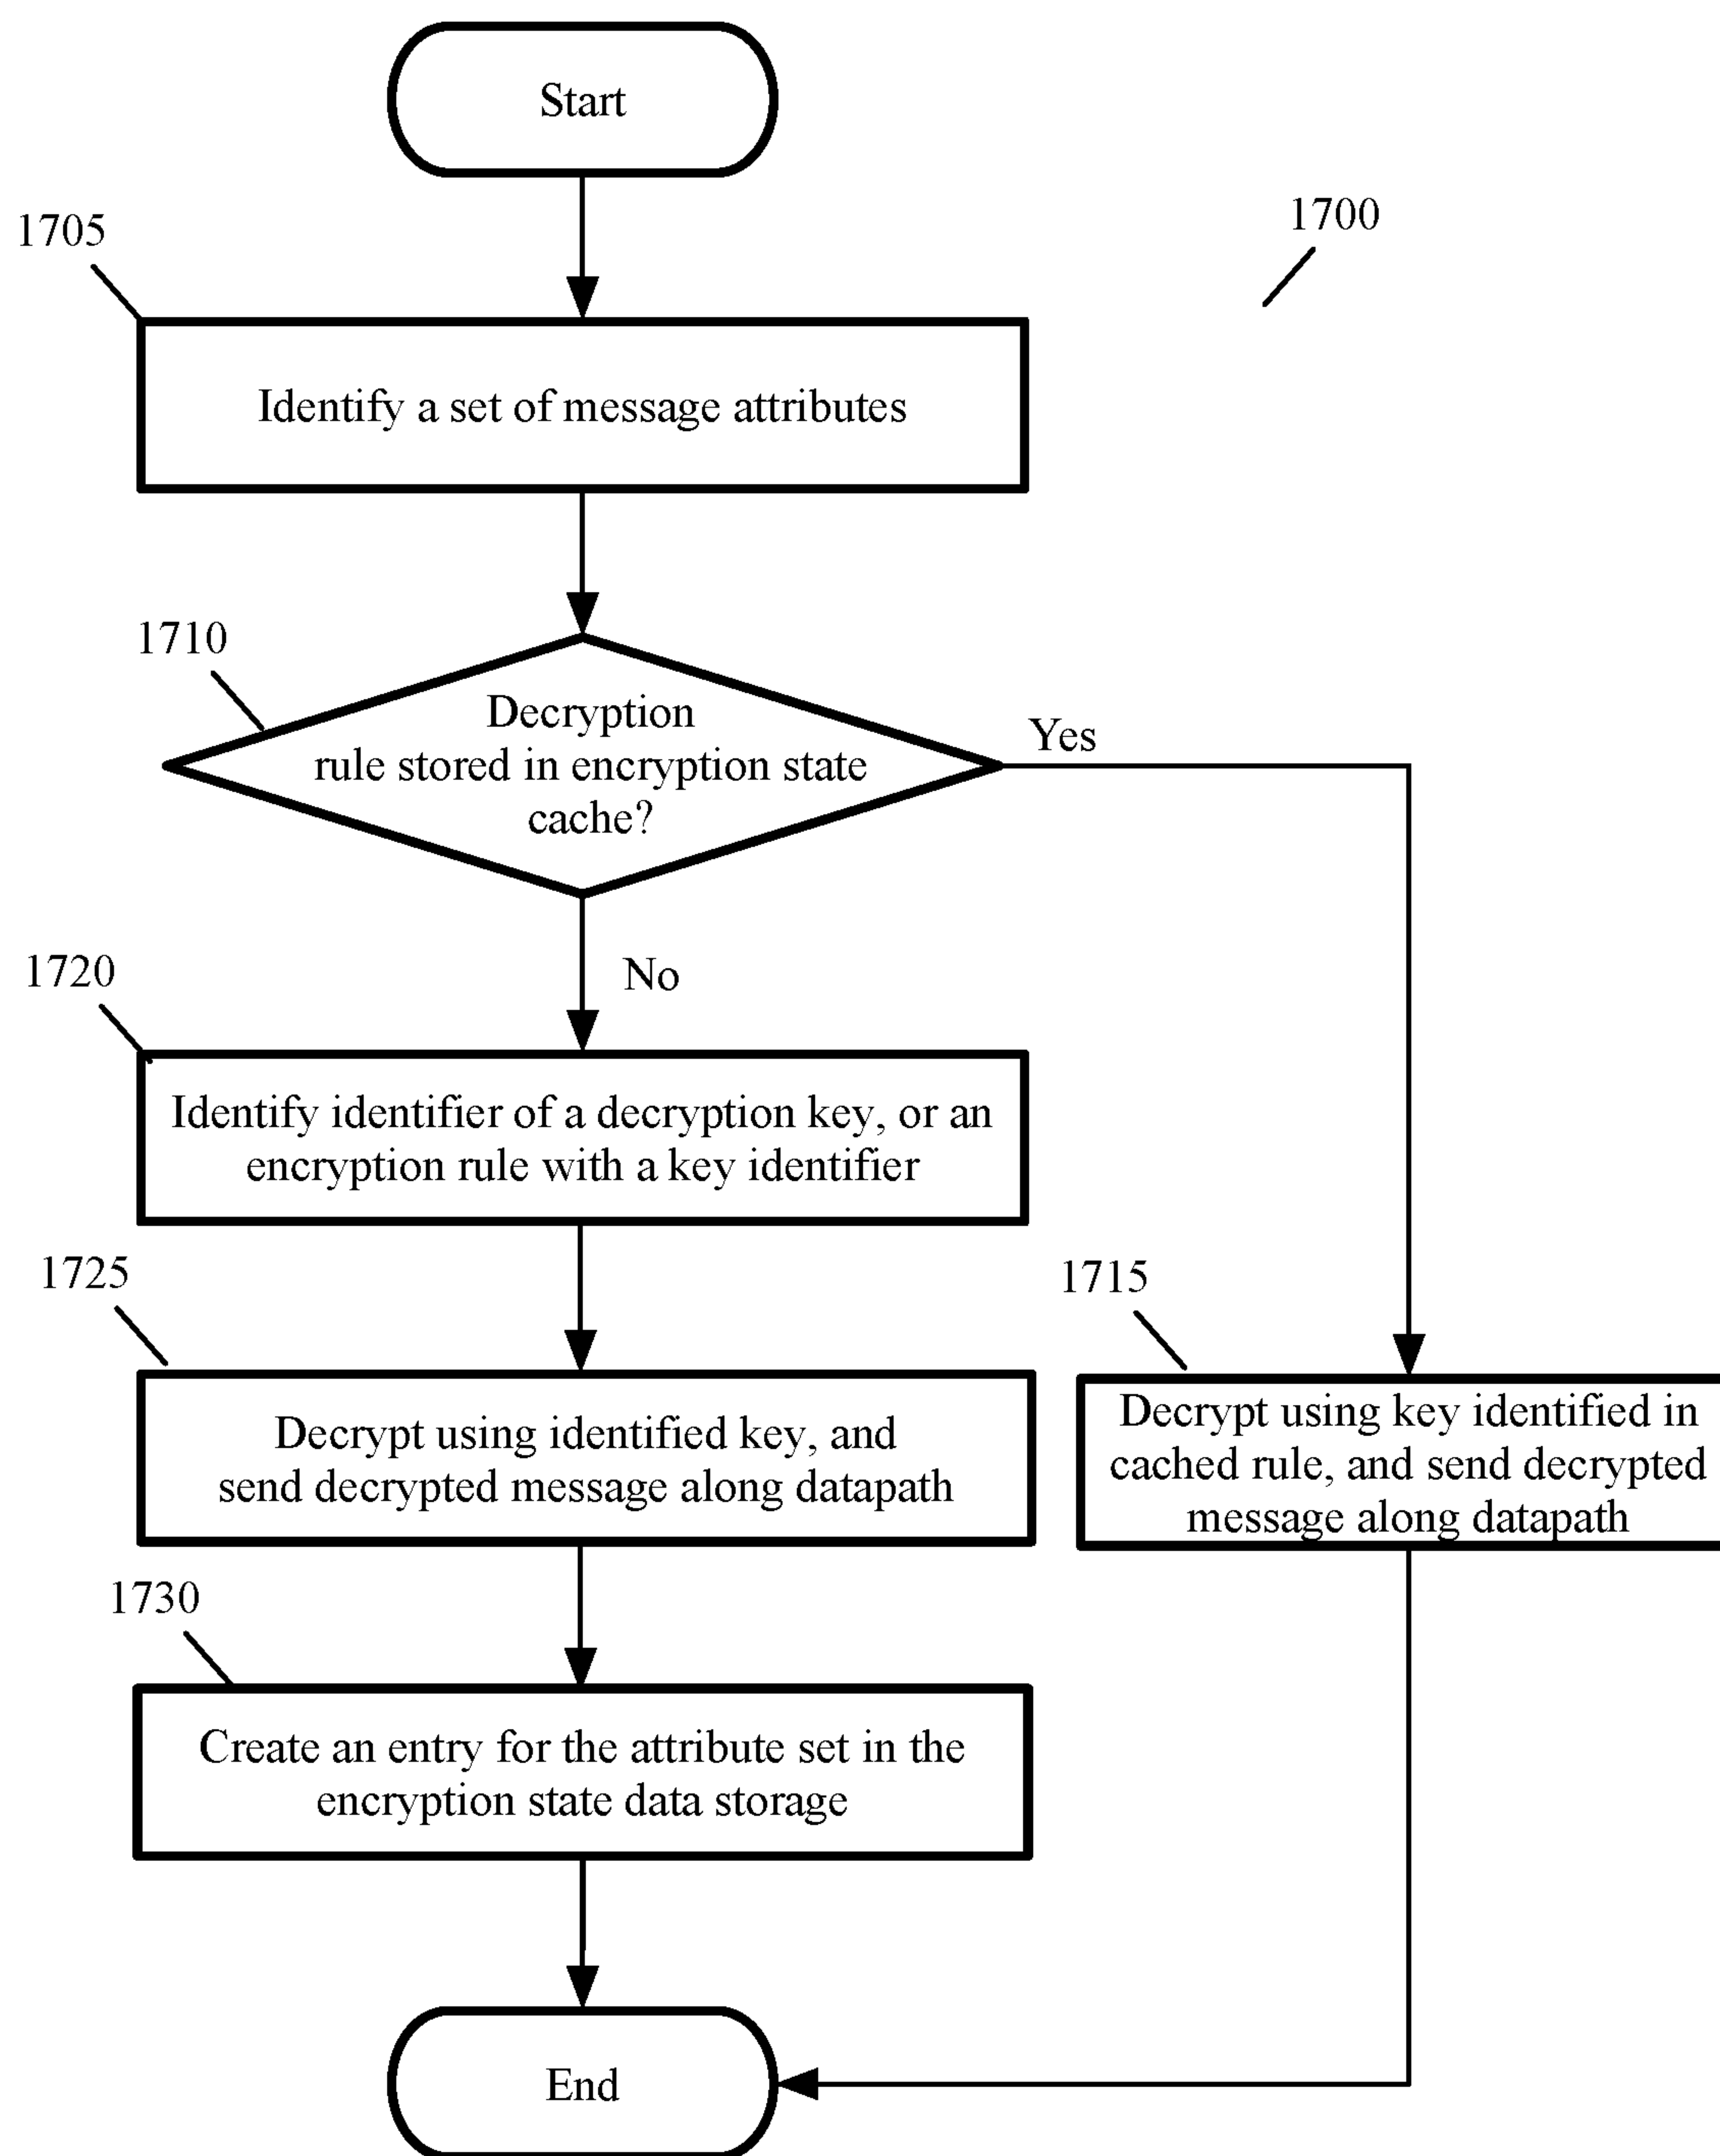 Start
1705
1700
Identify a set of message attributes
1710
Decryption
rule stored in encryption state
cache?
Yes
1720
No
Identify identifier of a decryption key, or an
encryption rule with a key identifier
1725
1715
Decrypt using identified key, and
send decrypted message along datapath
Decrypt using key identified in
cached rule, and send decrypted
message along datapath
1730
Create an entry for the attribute set in the
encryption state data storage
End